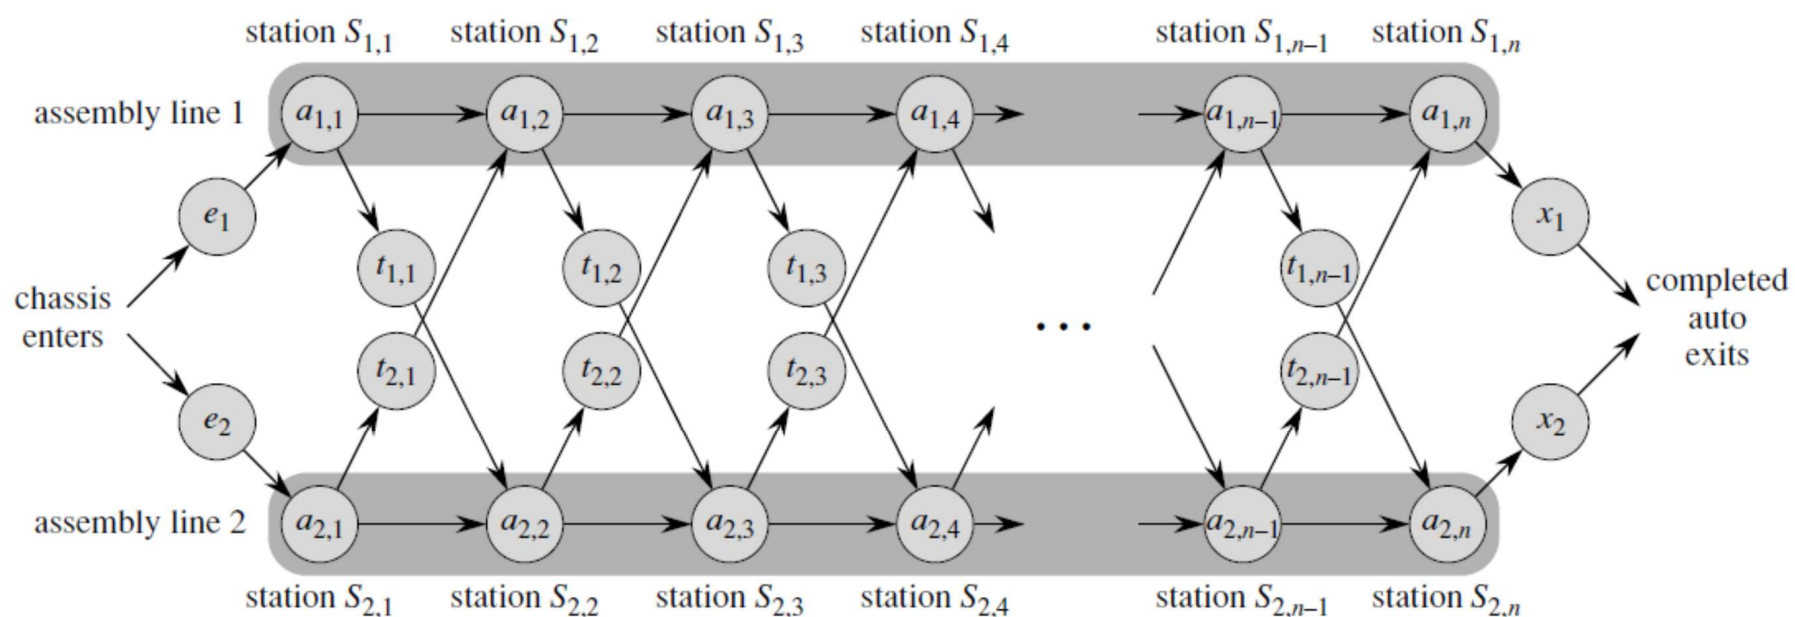 station S1,1 station S1,2 station S1,3 station S1,4 station S1,n–1 station S1,n
assembly line 1 a1,1 a1,2 a1,3 a1,4 a1,n–1 a1,n
e1 x1
t1,1 t1,2 t1,3 t1,n–1
chassis
enters
completed
auto
exits
...
t2,1 t2,2 t2,3 t2,n–1
e2 x2
assembly line 2 a2,1 a2,2 a2,3 a2,4 a2,n–1 a2,n
station S2,1 station S2,2 station S2,3 station S2,4 station S2,n–1 station S2,n